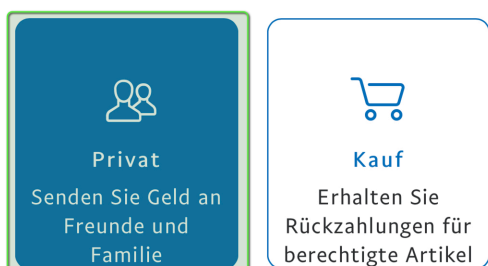 Privat
Senden Sie Geld an
Freunde und
Familie
Kauf
Erhalten Sie
Rückzahlungen für
berechtigte Artikel